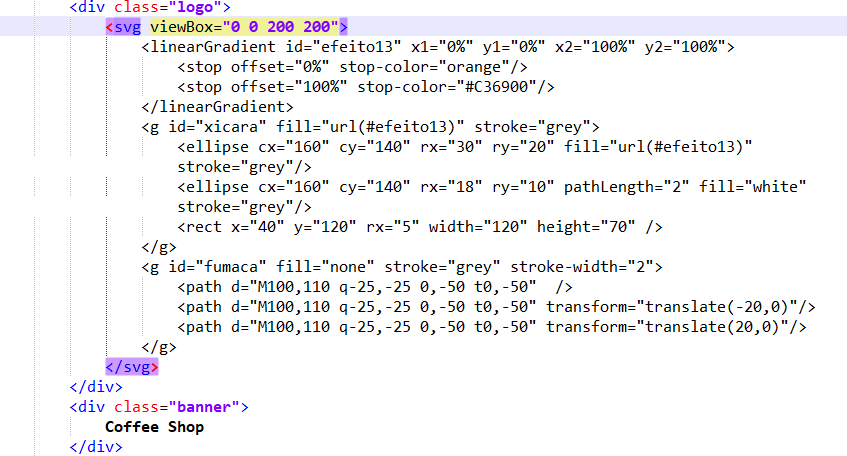 <div class="logo">
<svg viewBox="0 0 200 200">
<linearGradient id="efeito13" x1="0%" y1="0%" x2="100%" y2="100%">
<stop offset="0%" stop-color="orange"/>
<stop offset="100%" stop-color="#C36900"/>
</linearGradient>
<g id="xicara" fill="url(#efeito13)" stroke="grey">
<ellipse cx="160" cy="140" rx="30" ry="20" fill="url(#efeito13)"
stroke="grey"/>
<ellipse cx="160" cy="140" rx="18" ry="10" pathLength="2" fill="white"
stroke="grey"/>
<rect x="40" y="120" rx="5" width="120" height="70" />
</g>
<g id="fumaca" fill="none" stroke="grey" stroke-width="2">
<path d="M100,110 q-25,-25 0,-50 t0,-50"  />
<path d="M100,110 q-25,-25 0,-50 t0,-50" transform="translate(-20,0)"/>
<path d="M100,110 q-25,-25 0,-50 t0,-50" transform="translate(20,0)"/>
</g>
</svg>
</div>
<div class="banner">
Coffee Shop
</div>